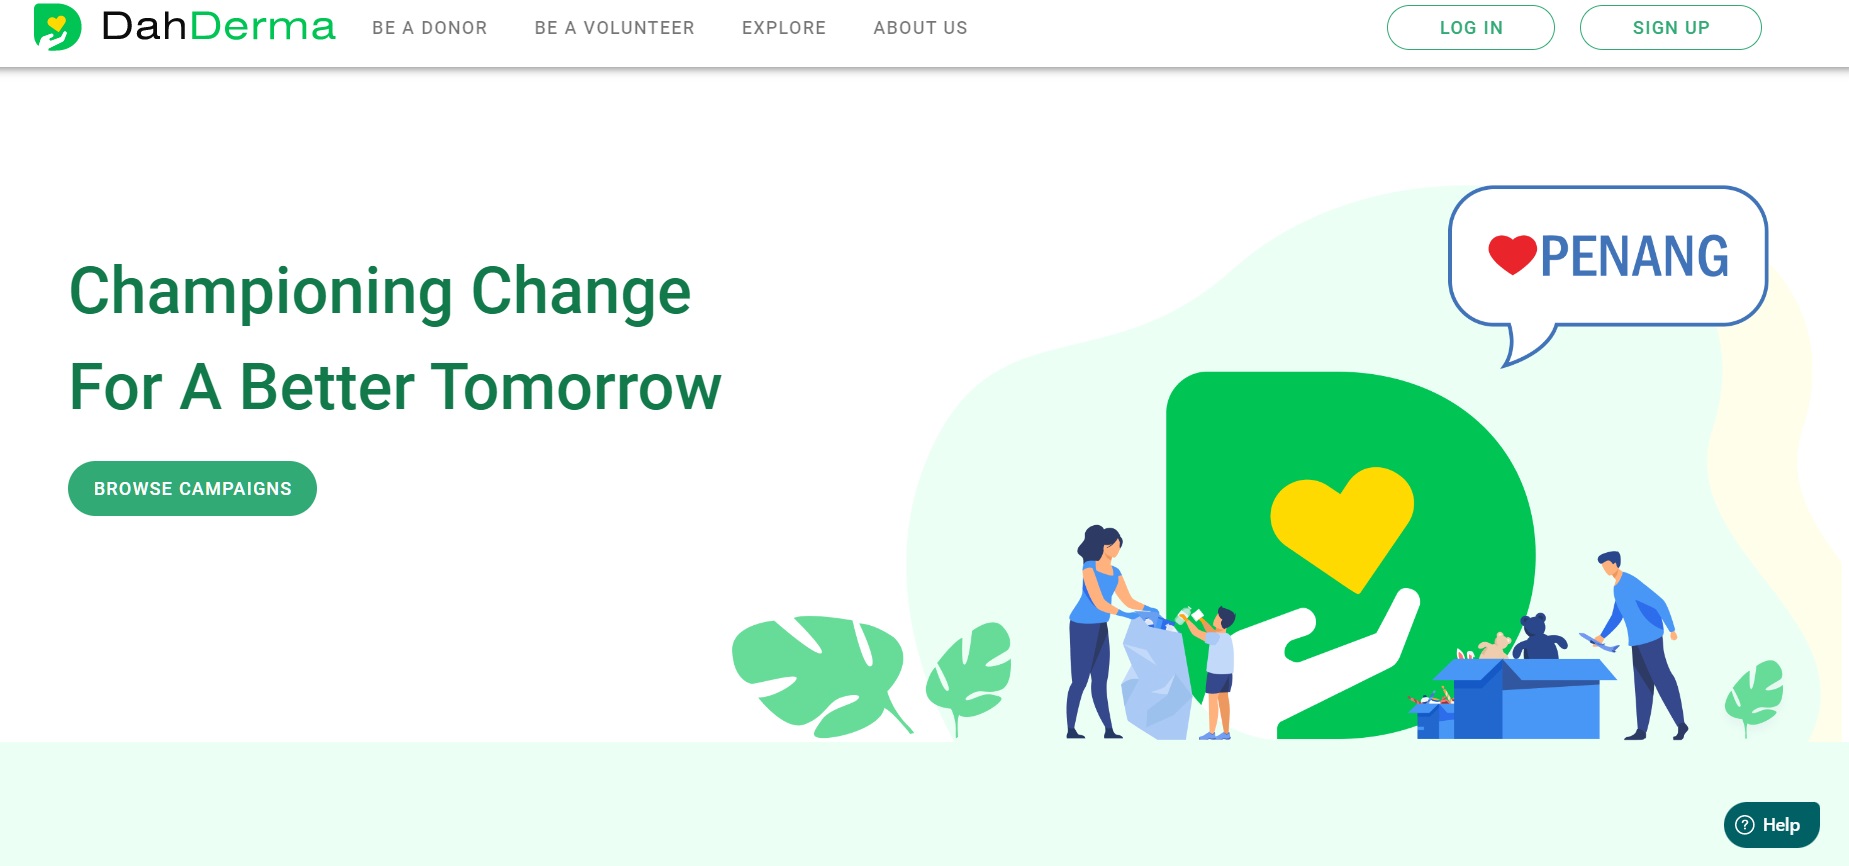 DahDerma
BE A DONOR
BE A VOLUNTEER
EXPLORE
ABOUT US
LOG IN
SIGN UP
PENANG
Championing Change
For A Better Tomorrow
BROWSE CAMPAIGNS
Help